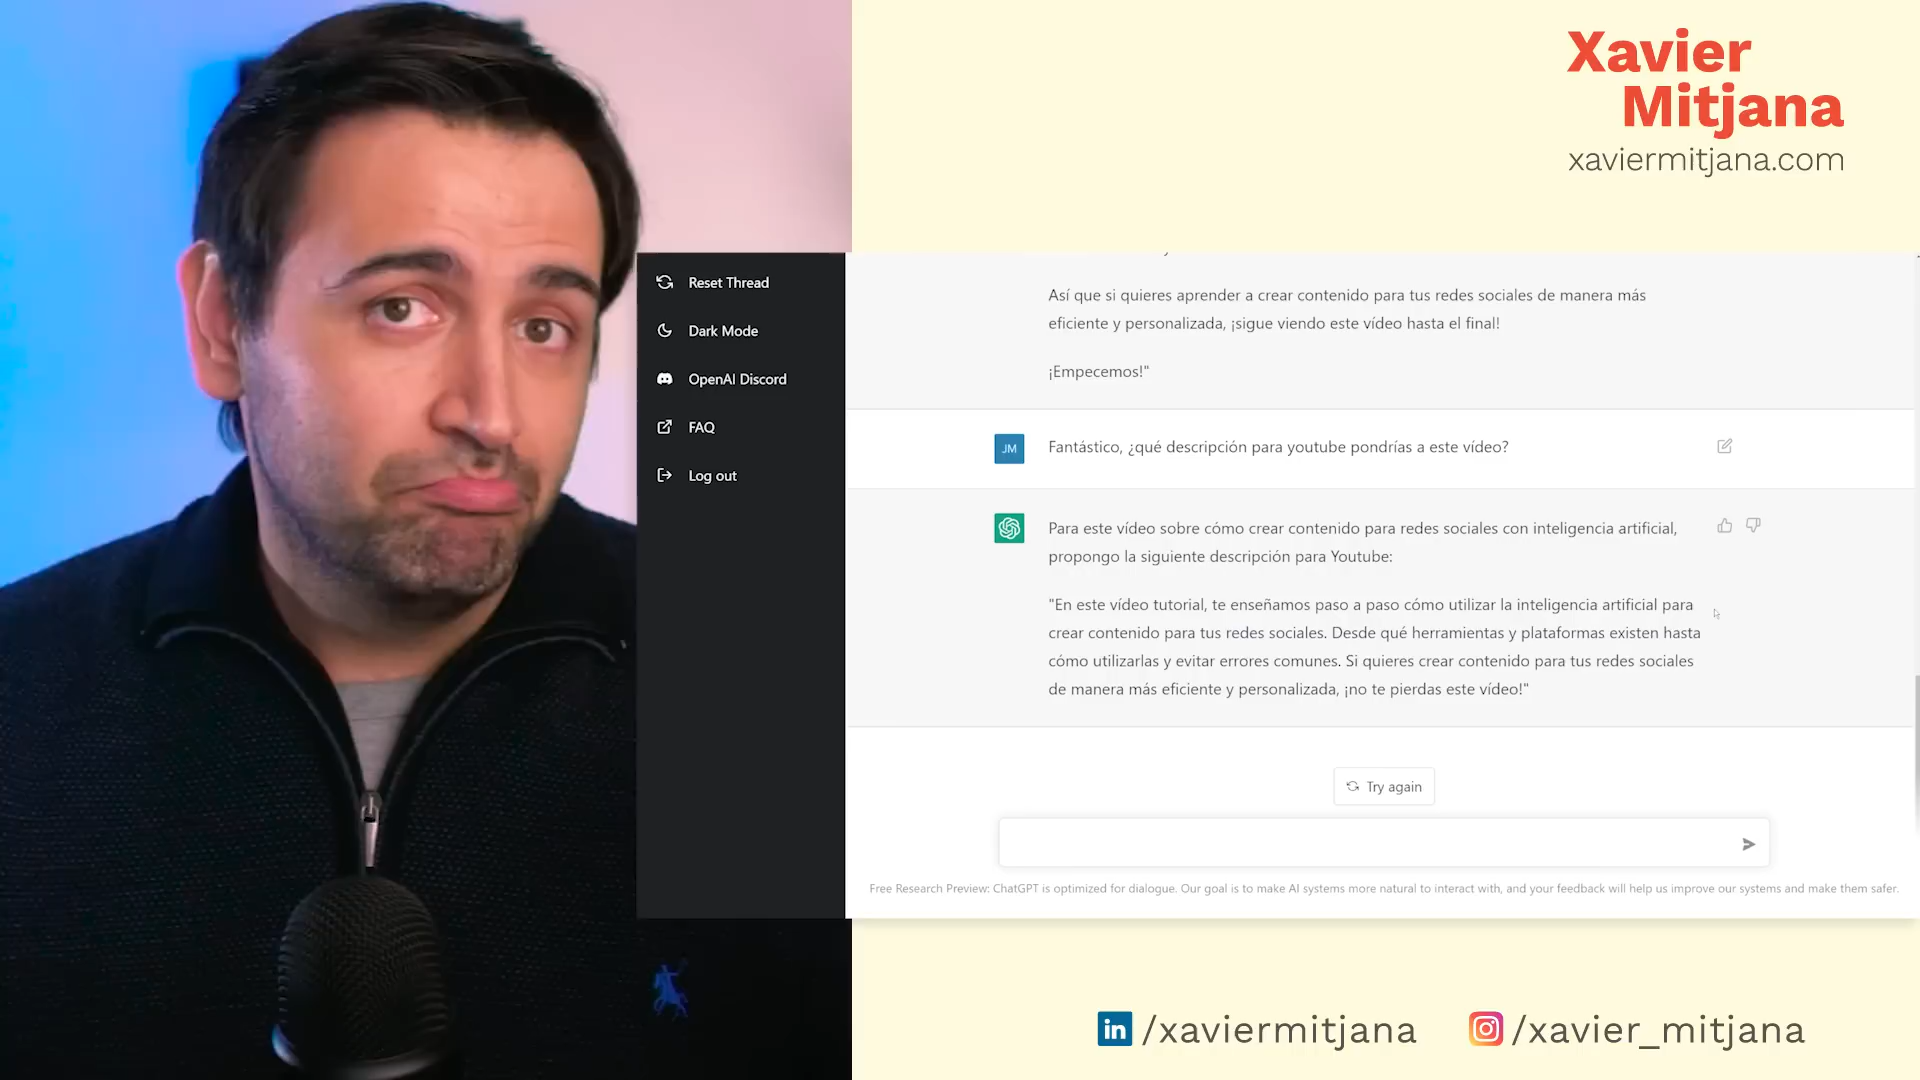 Xavier
Mitjana
xaviermitjana.com
Reset Thread
Dark Mode
OpenAI Discord
FAQ
Log out
Así que si quieres aprender a crear contenido para tus redes sociales de manera más
eficiente y personalizada, ¡sigue viendo este vídeo hasta el final!
¡Empecemos!"
JM
Fantástico, ¿qué descripción para youtube pondrías a este vídeo?
Para este vídeo sobre cómo crear contenido para redes sociales con inteligencia artificial,
propongo la siguiente descripción para Youtube:
"En este vídeo tutorial, te enseñamos paso a paso cómo utilizar la inteligencia artificial para
crear contenido para tus redes sociales. Desde qué herramientas y plataformas existen hasta
cómo utilizarlas y evitar errores comunes. Si quieres crear contenido para tus redes sociales
de manera más eficiente y personalizada, ¡no te pierdas este vídeo!"
Try again
Free Research Preview: ChatGPT is optimized for dialogue. Our goal is to make AI systems more natural to interact with, and your feedback will help us improve our systems and make them safer.
in /xaviermitjana
/xavier_mitjana